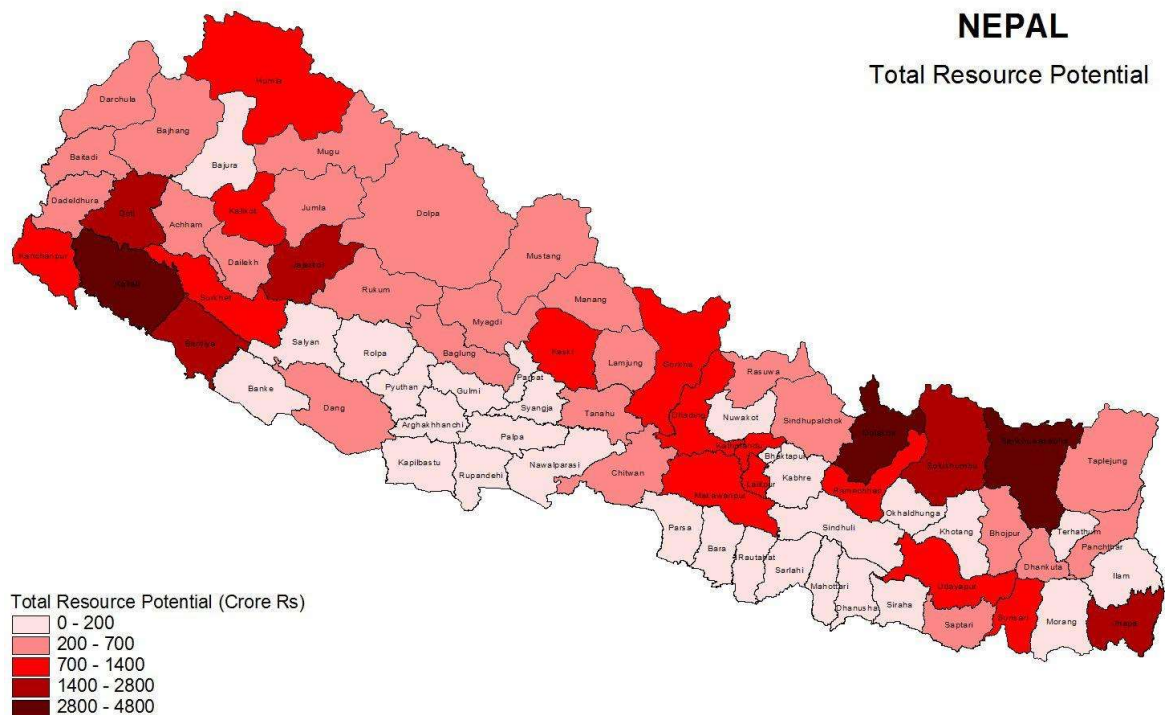 NEPAL
Total Resource Potential
Humla
Darchula
Bajhang
Baitadi
Bajura
Mugu
Dadeldhura
Doti
Achham
Kalikot
Jumla
Dolpa
Kanchanpur
Kailali
Surkhet
Dailekh
Jajarkot
Mustang
Rukum
Manang
Myagdi
Bardiya
Salyan
Rolpa
Baglung
Kaski
Lamjung
Gorkha
Rasuwa
Banke
Dang
Pyuthan
Gulmi
Parbat
Syangja
Tanahu
Dhading
Nuwakot
Sindhupalchok
Dolakha
Solukhumbu
Sankhuwasabha
Taplejung
Arghakhhanchi
Palpa
Kapilbastu
Rupandehi
Nawalparasi
Chitwan
Makawanpur
Kathmandu
Bhaktapur
Lalitpur
Kabhre
Ramechhap
Okhaldhunga
Khotang
Bhojpur
Terhathum
Panchthar
Parsa
Bara
Rautahat
Sarlahi
Sindhuli
Mahottari
Dhanusha
Siraha
Udayapur
Saptari
Dhankuta
Sunsari
Morang
Ilam
Jhapa
Total Resource Potential (Crore Rs)
0 - 200
200 - 700
700 - 1400
1400 - 2800
2800 - 4800